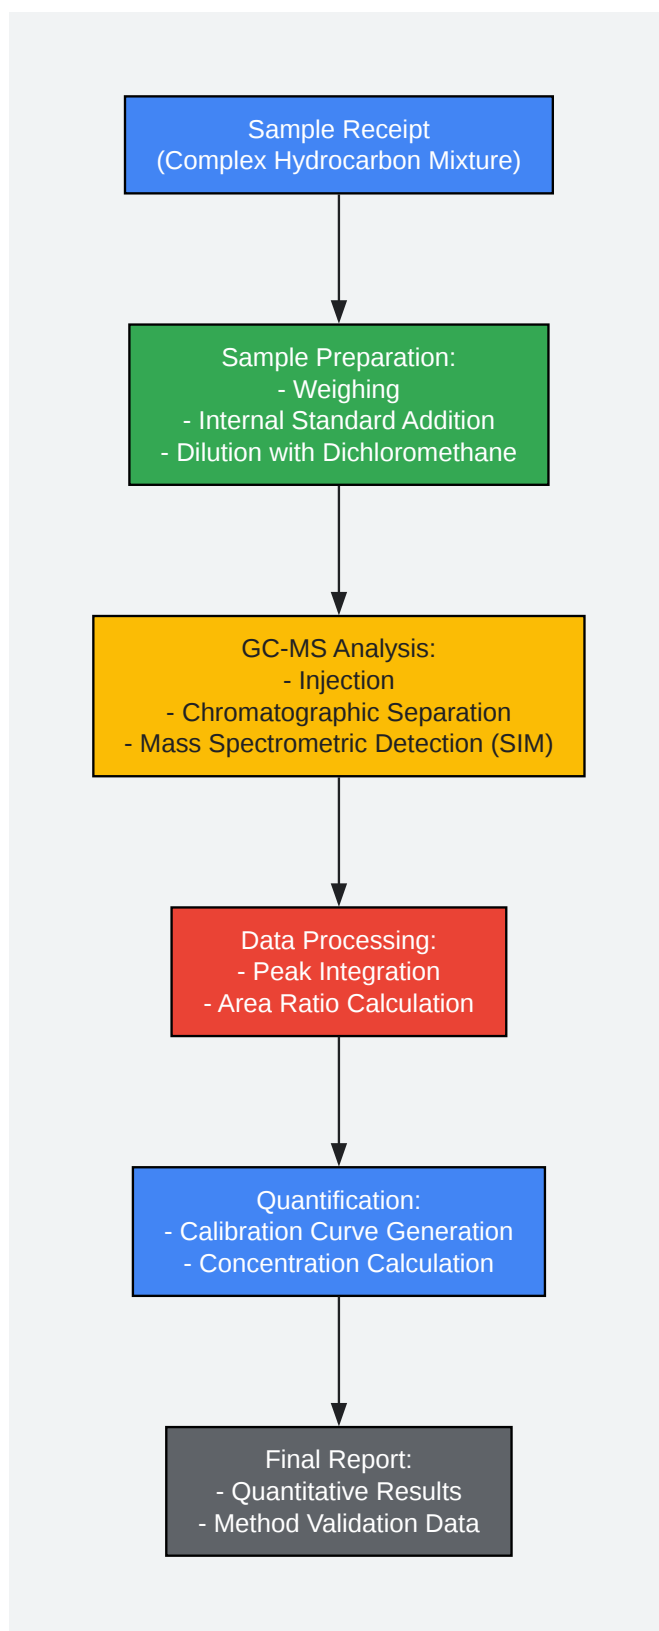 Sample Receipt
(Complex Hydrocarbon Mixture)
Sample Preparation:
- Weighing
- Internal Standard Addition
- Dilution with Dichloromethane
GC-MS Analysis:
- Injection
- Chromatographic Separation
- Mass Spectrometric Detection (SIM)
Data Processing:
- Peak Integration
- Area Ratio Calculation
Quantification:
- Calibration Curve Generation
- Concentration Calculation
Final Report:
- Quantitative Results
- Method Validation Data